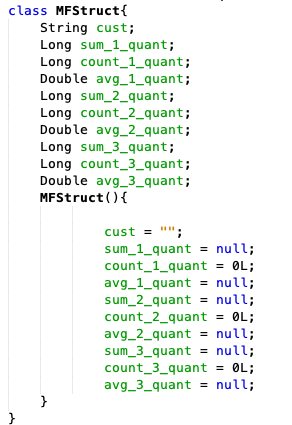 class MFStruct{
    String cust;
    Long sum_1_quant;
    Long count_1_quant;
    Double avg_1_quant;
    Long sum_2_quant;
    Long count_2_quant;
    Double avg_2_quant;
    Long sum_3_quant;
    Long count_3_quant;
    Double avg_3_quant;
    MFStruct(){
            cust = "";
            sum_1_quant = null;
            count_1_quant = 0L;
            avg_1_quant = null;
            sum_2_quant = null;
            count_2_quant = 0L;
            avg_2_quant = null;
            sum_3_quant = null;
            count_3_quant = 0L;
            avg_3_quant = null;
    }
}